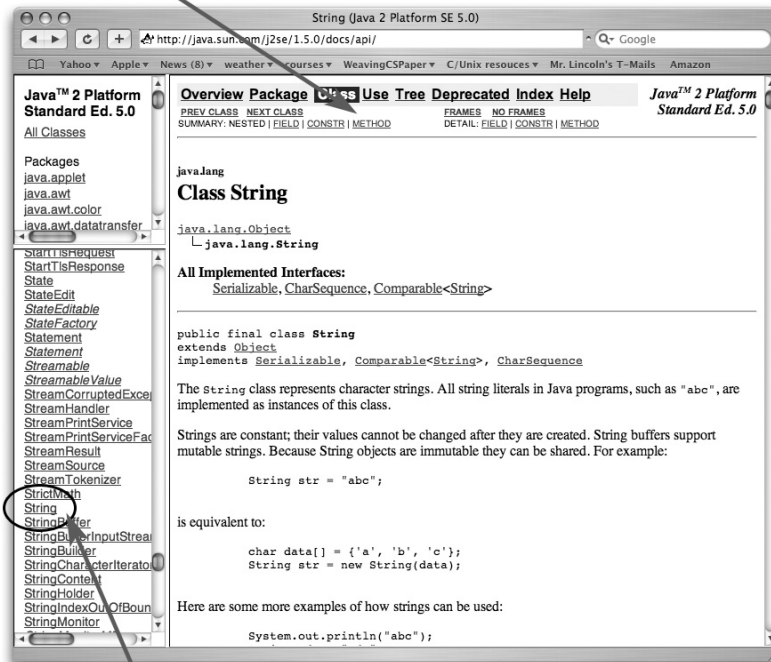 String (Java 2 Platform SE 5.0)
http://java.sun.com/j2se/1.5.0/docs/api/
Google
Yahoo Apple News (8) weather courses WeavingCSPaper C/Unix resouces Mr. Lincoln's T-Mails Amazon
Java™ 2 Platform
Standard Ed. 5.0
All Classes
Packages
java.applet
java.awt
java.awt.color
java.awt.datatransfer
StartTlsRequest
StartTlsResponse
State
StateEdit
StateEditable
StateFactory
Statement
Statement
Streamable
StreamableValue
StreamCorruptedExce
StreamHandler
StreamPrintService
StreamPrintServiceFac
StreamResult
StreamSource
StreamTokenizer
StrictMath
String
StringBuffer
StringBufferInputStrea
StringBuilder
StringCharacterIterato
StringContent
StringHolder
StringIndexOutOfBoun
StringMonitor
Overview Package Class Use Tree Deprecated Index Help
Java™ 2 Platform
Standard Ed. 5.0
PREV CLASS NEXT CLASS
FRAMES NO FRAMES
SUMMARY: NESTED | FIELD | CONSTR | METHOD
DETAIL: FIELD | CONSTR | METHOD
java.lang
Class String
java.lang.Object
java.lang.String
All Implemented Interfaces:
Serializable, CharSequence, Comparable<String>
public final class String
extends Object
implements Serializable, Comparable<String>, CharSequence
The String class represents character strings. All string literals in Java programs, such as "abc", are
implemented as instances of this class.
Strings are constant; their values cannot be changed after they are created. String buffers support
mutable strings. Because String objects are immutable they can be shared. For example:
String str = "abc";
is equivalent to:
char data[] = {'a', 'b', 'c'};
String str = new String(data);
Here are some more examples of how strings can be used:
System.out.println("abc");